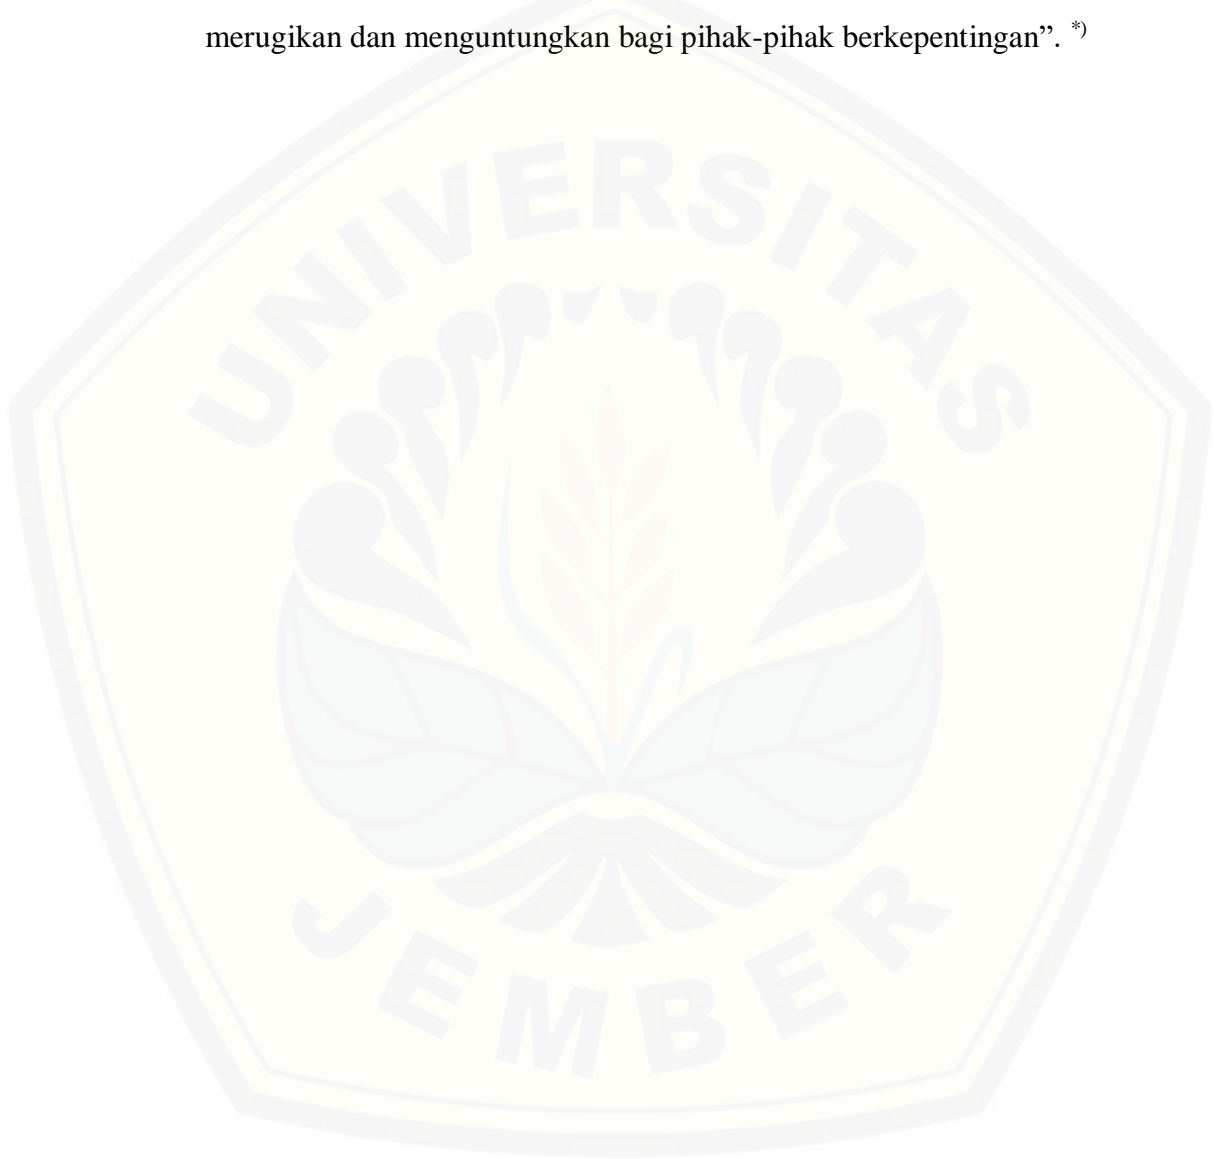 merugikan dan menguntungkan bagi pihak-pihak berkepentingan”. *)
UNIVERSITAS
JEMBER